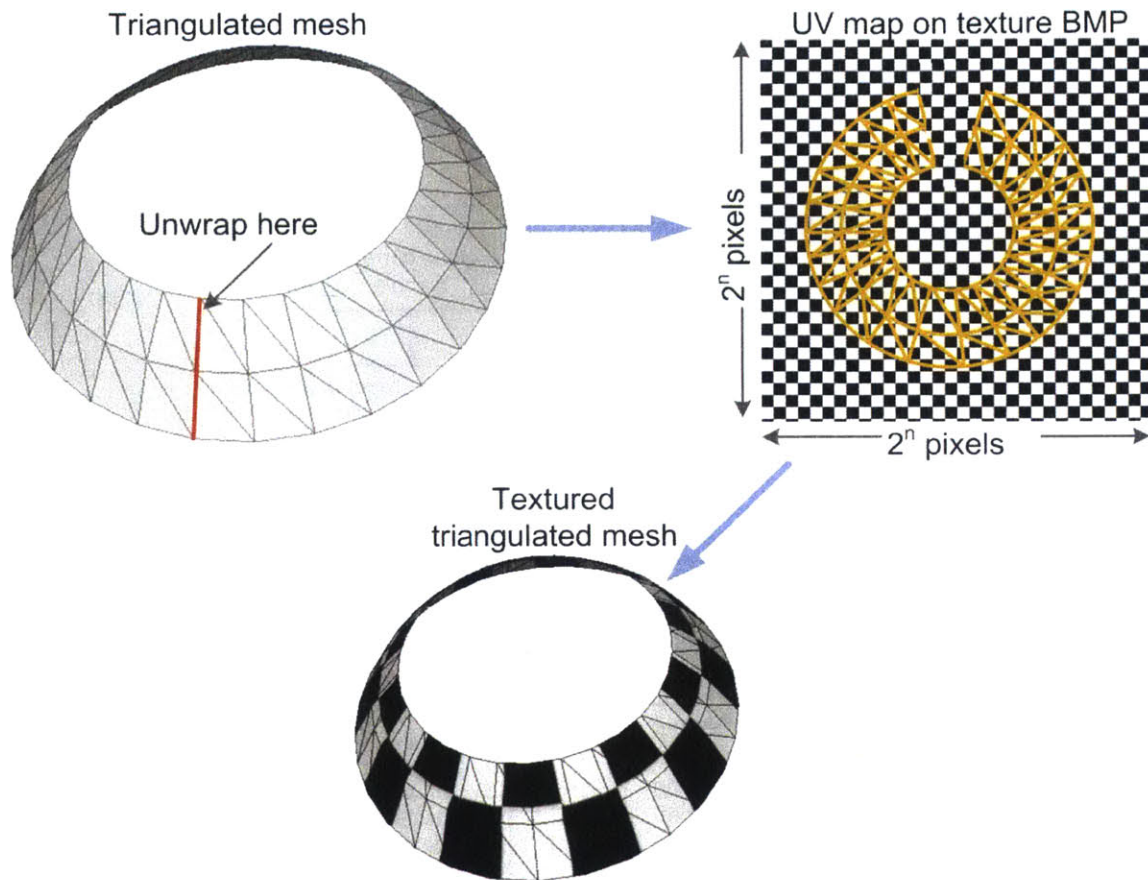 Triangulated mesh
UV map on texture BMP
Unwrap here
2ⁿ pixels
2ⁿ pixels
Textured
triangulated mesh